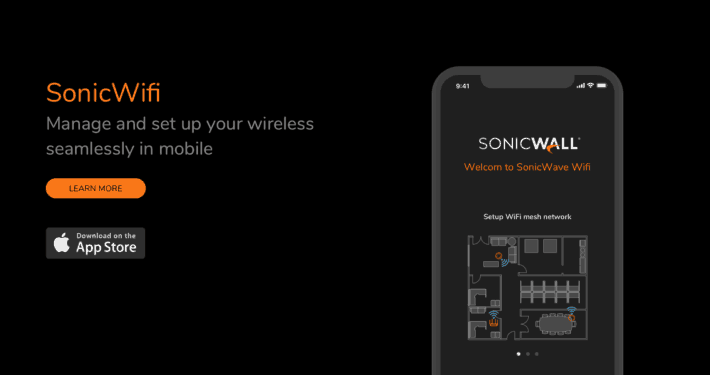 SonicWifi
Manage and set up your wireless
seamlessly in mobile
LEARN MORE
Download on the
App Store
9:41
SONICWALL
Welcom to SonicWave Wifi
Setup WiFi mesh network